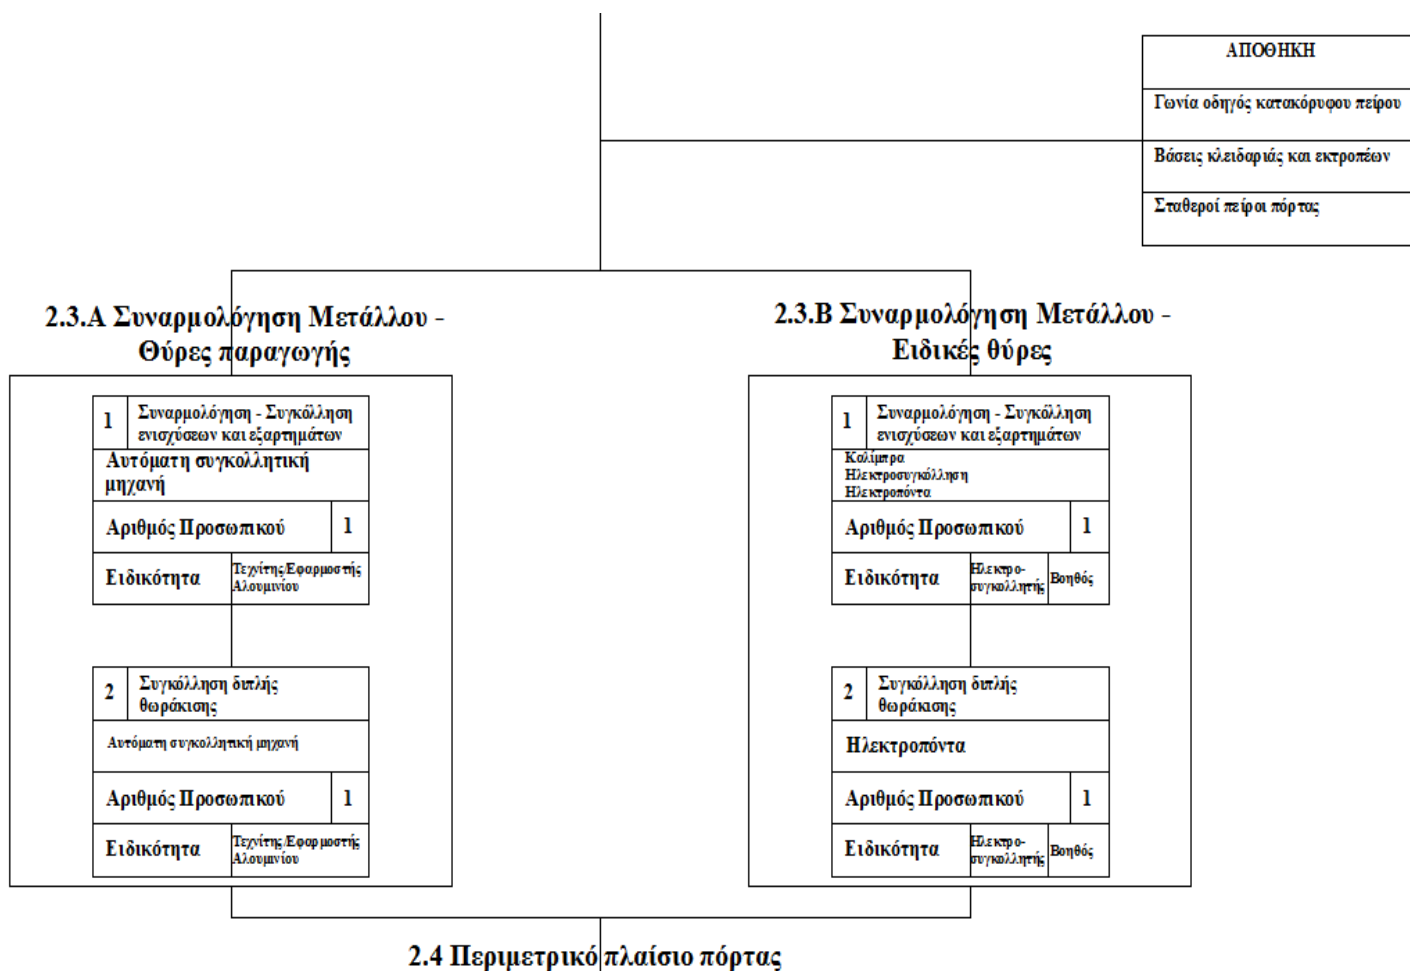 ΑΠΟΘΗΚΗ
Γωνία οδηγός κατακόρυφου πείρου
Βάσεις κλειδαριάς και εκτροπέων
Σταθεροί πείροι πόρτας
2.3.Α Συναρμολόγηση Μετάλλου -
Θύρες παραγωγής
1
Συναρμολόγηση - Συγκόλληση
ενισχύσεων και εξαρτημάτων
Αυτόματη συγκολλητική
μηχανή
Αριθμός Προσωπικού
1
Ειδικότητα
Τεχνίτης/Εφαρμοστής
Αλουμινίου
2
Συγκόλληση διπλής
θωράκισης
Αυτόματη συγκολλητική μηχανή
Αριθμός Προσωπικού
1
Ειδικότητα
Τεχνίτης/Εφαρμοστής
Αλουμινίου
2.3.Β Συναρμολόγηση Μετάλλου -
Ειδικές θύρες
1
Συναρμολόγηση - Συγκόλληση
ενισχύσεων και εξαρτημάτων
Καλίμπρα
Ηλεκτροσυγκόλληση
Ηλεκτροπόντα
Αριθμός Προσωπικού
1
Ειδικότητα
Ηλεκτρο-
συγκολλητής
Βοηθός
2
Συγκόλληση διπλής
θωράκισης
Ηλεκτροπόντα
Αριθμός Προσωπικού
1
Ειδικότητα
Ηλεκτρο-
συγκολλητής
Βοηθός
2.4 Περιμετρικό πλαίσιο πόρτας